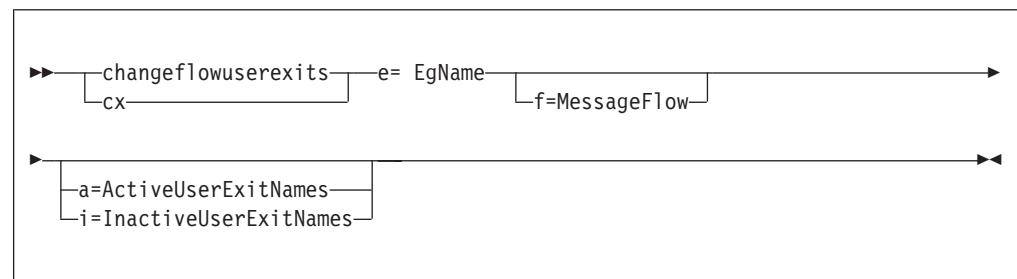 changeflowuserexits e= EgName
cx f=MessageFlow
a=ActiveUserExitNames
i=InactiveUserExitNames